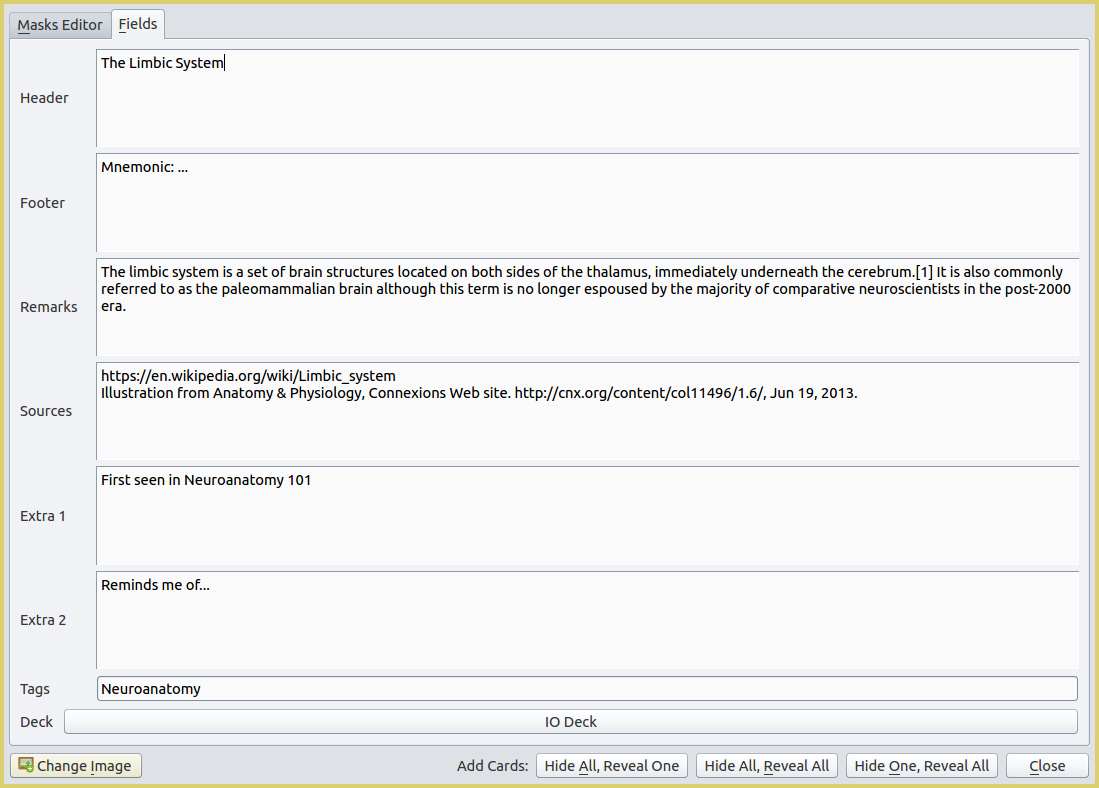 Masks Editor
Fields
Header
The Limbic System
Footer
Mnemonic: ...
Remarks
The limbic system is a set of brain structures located on both sides of the thalamus, immediately underneath the cerebrum.[1] It is also commonly
referred to as the paleomammalian brain although this term is no longer espoused by the majority of comparative neuroscientists in the post-2000
era.
Sources
https://en.wikipedia.org/wiki/Limbic_system
Illustration from Anatomy & Physiology, Connexions Web site. http://cnx.org/content/col11496/1.6/, Jun 19, 2013.
Extra 1
First seen in Neuroanatomy 101
Extra 2
Reminds me of...
Tags
Neuroanatomy
Deck
IO Deck
Change Image
Add Cards:
Hide All, Reveal One
Hide All, Reveal All
Hide One, Reveal All
Close